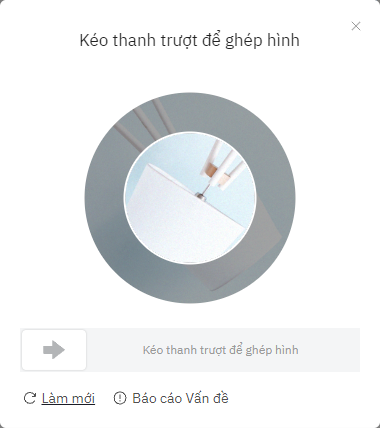 Kéo thanh trượt để ghép hình
Kéo thanh trượt để ghép hình
Làm mới
Báo cáo Vấn đề